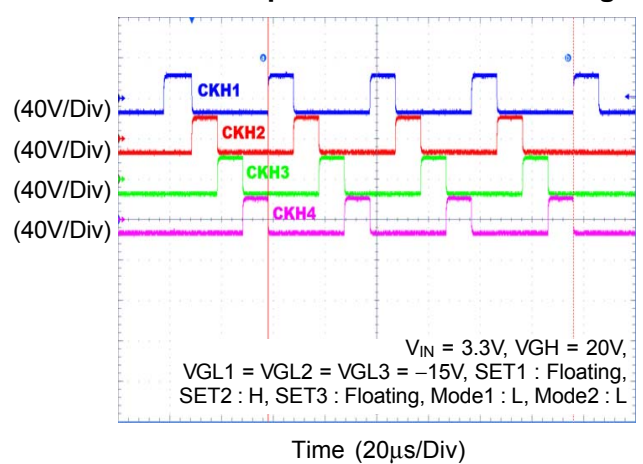 CKH1
(40V/Div)
CKH2
(40V/Div)
CKH3
(40V/Div)
CKH4
(40V/Div)
VIN = 3.3V, VGH = 20V,
VGL1 = VGL2 = VGL3 = −15V, SET1 : Floating,
SET2 : H, SET3 : Floating, Mode1 : L, Mode2 : L
Time (20μs/Div)